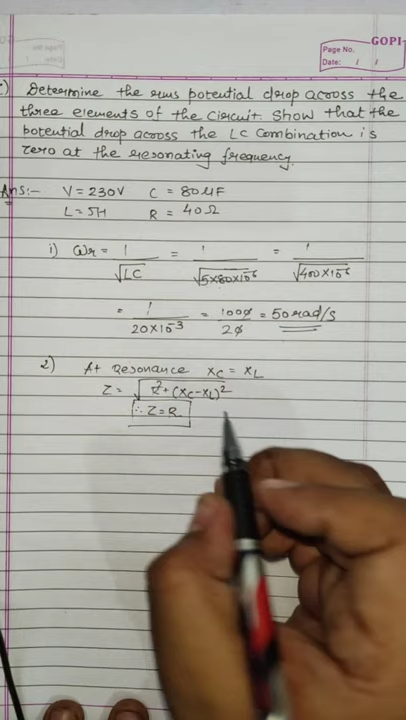 GOPI
Page No.
Date: / /
c) Determine the rms potential drop across the
three elements of the circuit. Show that the
potential drop across the LC combination is
zero at the resonating frequency.
Ans:- V = 230V C = 80μF
L = 5H R = 40Ω
i) ωr = 1/√LC = 1/√5×80×10⁻⁶ = 1/√400×10⁻⁶
= 1/20×10⁻³ = 1000/20 = 50 rad/s
2) At Resonance Xc = XL
Z = √R²+(Xc-XL)²
∴ Z = R